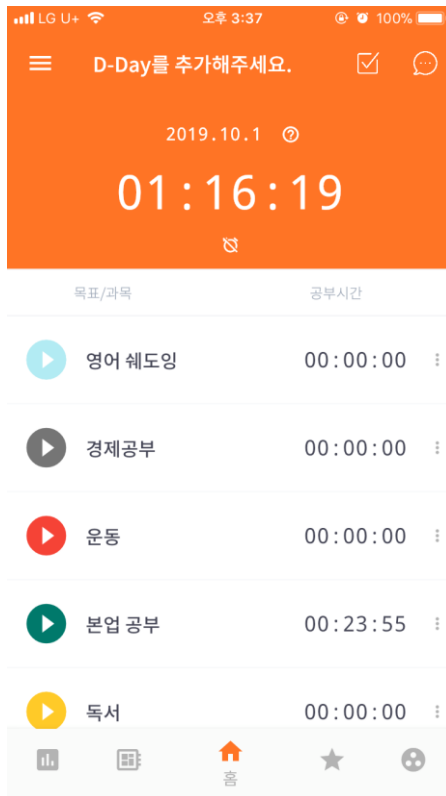 LG U+ 오후 3:37 100%
D-Day를 추가해주세요.
2019.10.1
01:16:19
목표/과목 공부시간
영어 쉐도잉 00:00:00
경제공부 00:00:00
운동 00:00:00
본업 공부 00:23:55
독서 00:00:00
홈